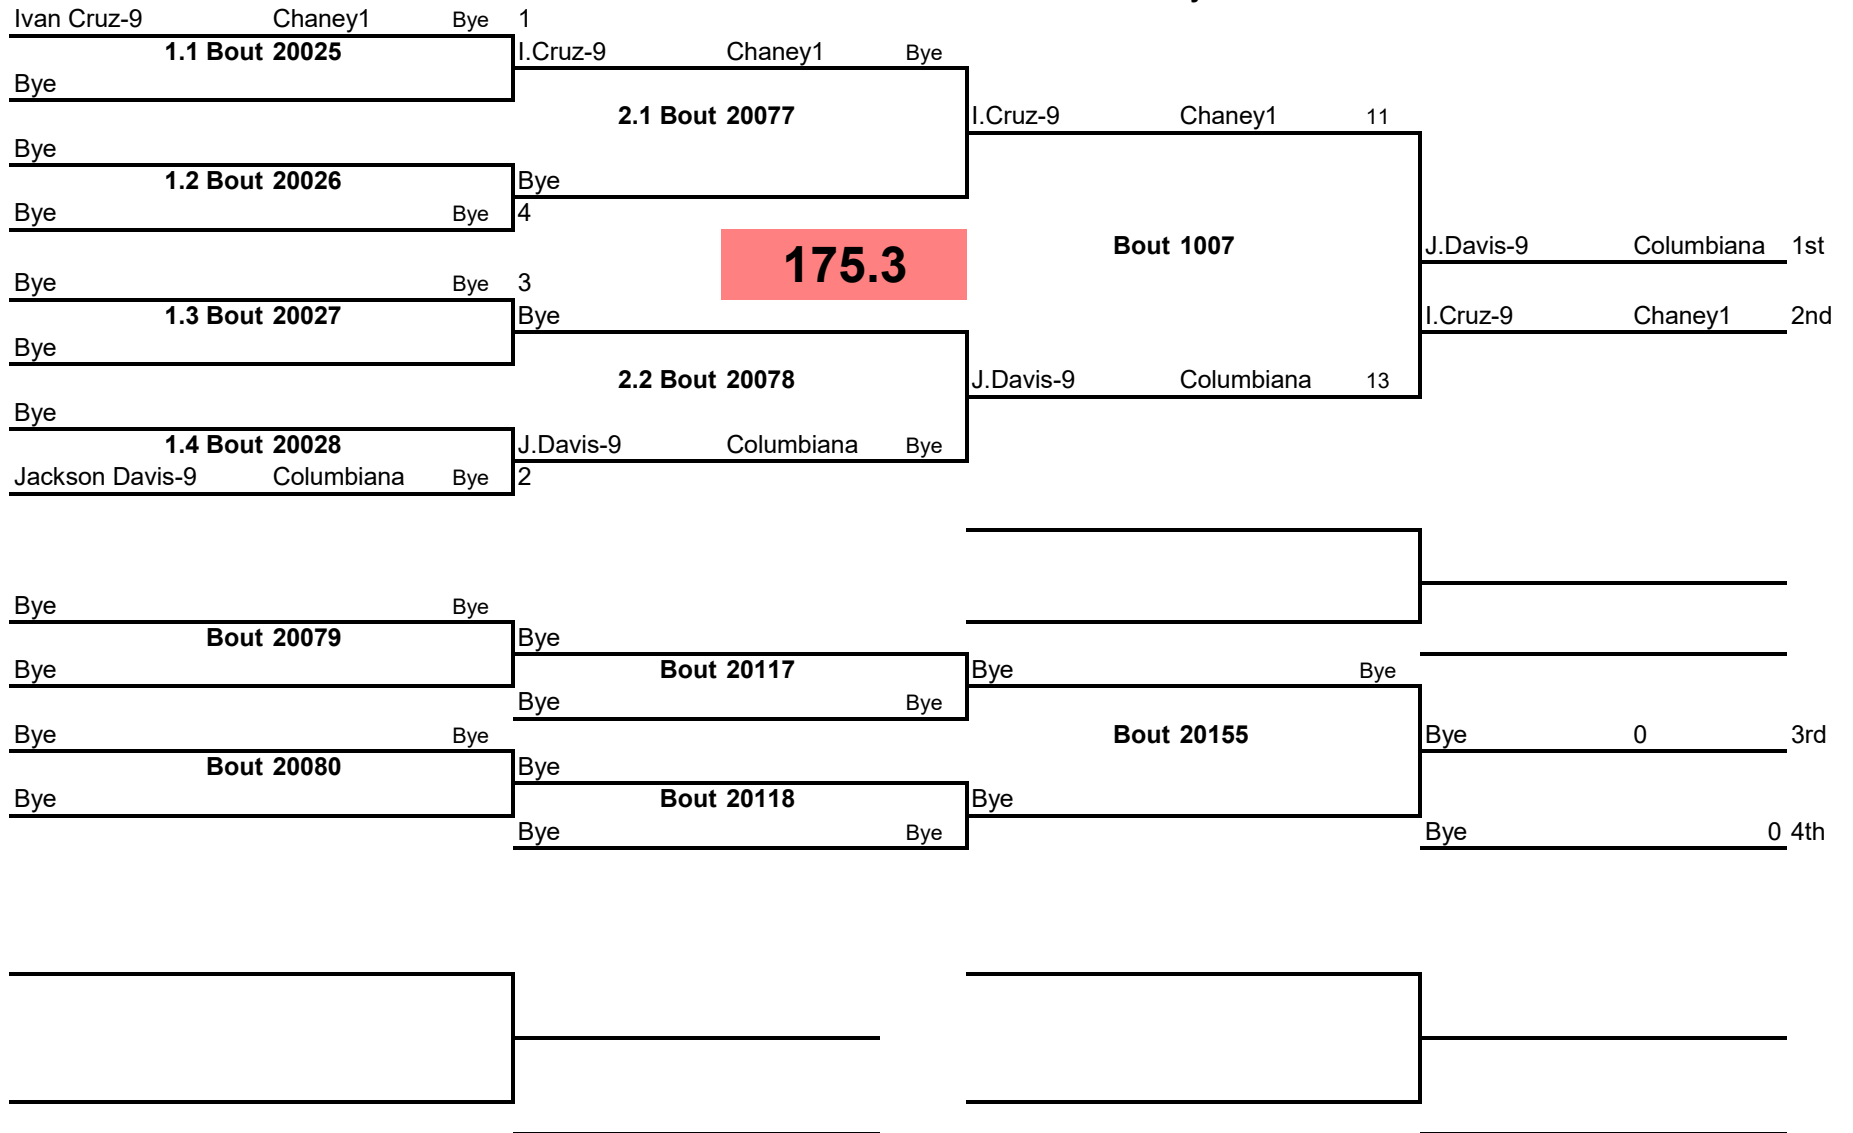 Ivan Cruz-9 Chaney1 Bye 1
1.1 Bout 20025 I.Cruz-9 Chaney1 Bye
Bye
2.1 Bout 20077 I.Cruz-9 Chaney1 11
Bye
1.2 Bout 20026 Bye
Bye Bye 4
175.3 Bout 1007 J.Davis-9 Columbiana 1st
Bye Bye 3
1.3 Bout 20027 Bye I.Cruz-9 Chaney1 2nd
Bye
2.2 Bout 20078 J.Davis-9 Columbiana 13
Bye
1.4 Bout 20028 J.Davis-9 Columbiana Bye
Jackson Davis-9 Columbiana Bye 2
Bye Bye
Bout 20079 Bye
Bye Bout 20117 Bye Bye
Bye Bye
Bye Bye Bout 20155 Bye 0 3rd
Bout 20080 Bye
Bye Bout 20118 Bye
Bye Bye Bye 0 4th